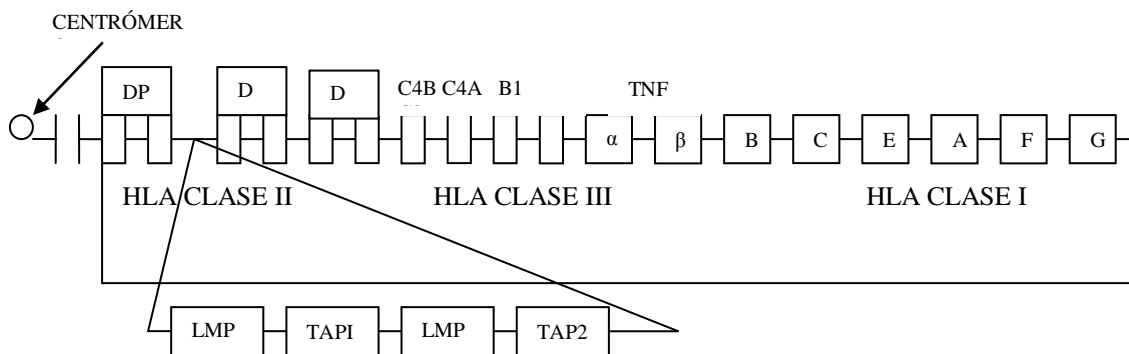 CENTRÓMER
DP D D C4B C4A B1 TNF
α β B C E A F G
HLA CLASE II HLA CLASE III HLA CLASE I
LMP TAPI LMP TAP2